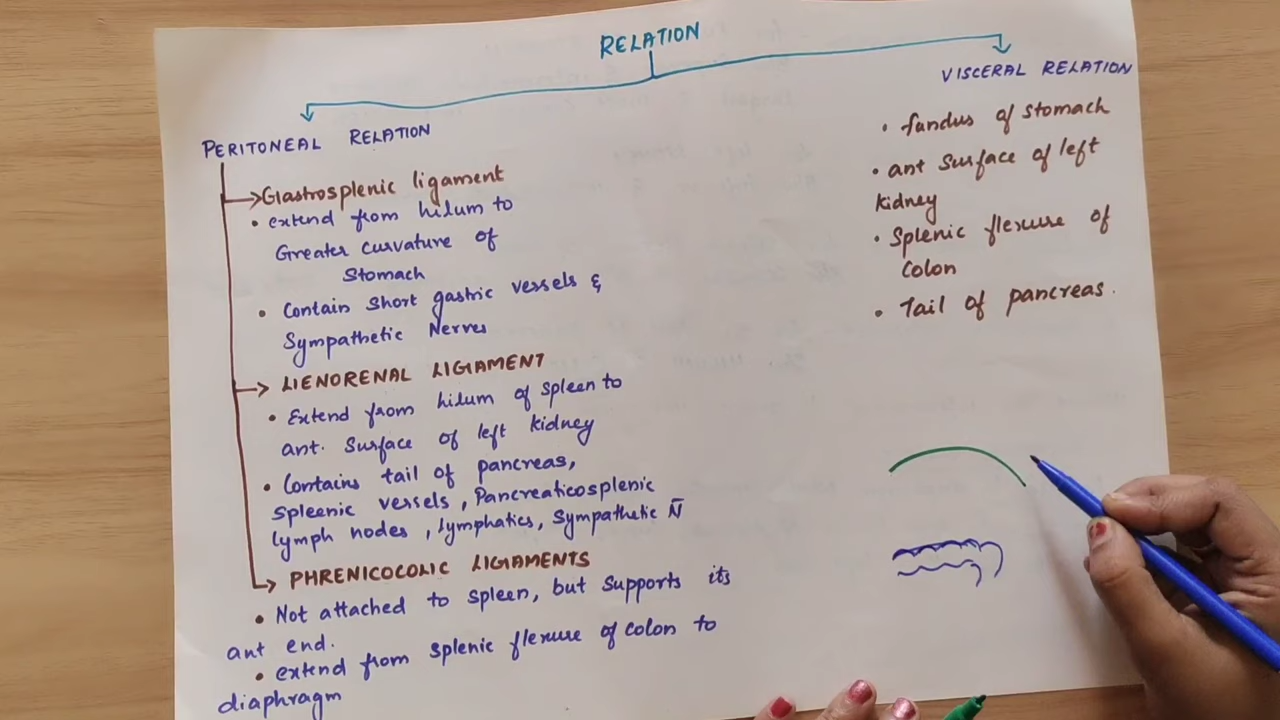 RELATION
PERITONEAL RELATION
Gastrosplenic ligament
• extend from hilum to
Greater curvature of
Stomach
• Contain Short gastric vessels &
Sympathetic Nerves
LIENORENAL LIGAMENT
• Extend from hilum of spleen to
ant. Surface of left kidney
• Contains tail of pancreas,
Spleenic vessels, Pancreaticosplenic
lymph nodes, lymphatics, Sympathetic N̄
PHRENICOCOLIC LIGAMENTS
• Not attached to spleen, but supports its
ant end.
• extend from splenic flexure of colon to
diaphragm
VISCERAL RELATION
• fundus of stomach
• ant Surface of left
kidney
• Splenic flexure of
Colon
• Tail of pancreas.